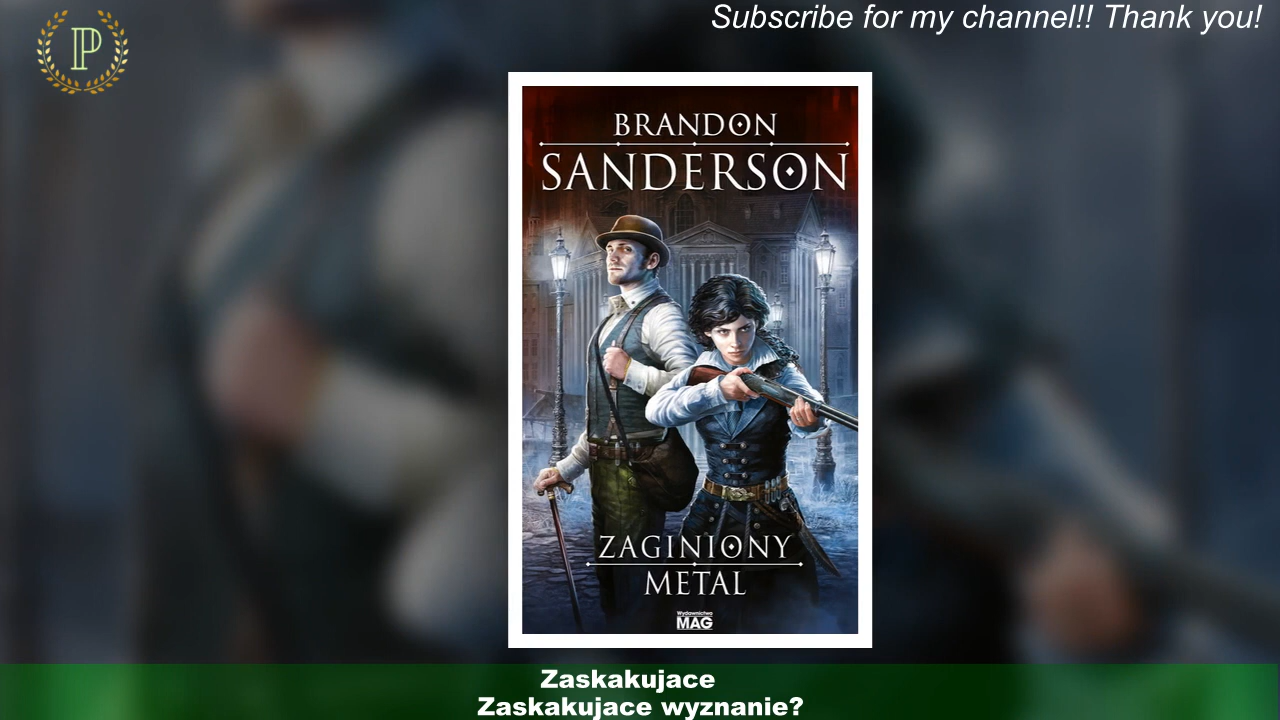 Subscribe for my channel!! Thank you!
P
BRANDON
SANDERSON
ZAGINIONY
METAL
Wydawnictwo
MAG
Zaskakujace
Zaskakujace wyznanie?